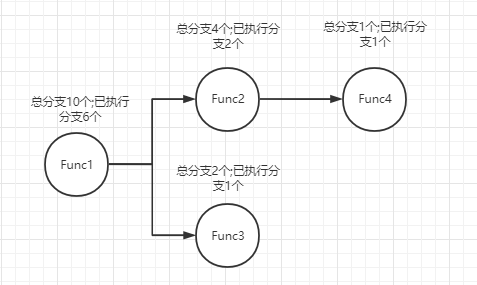 总分支4个;已执行分
支2个
总分支1个;已执行分
支1个
Func2
Func4
总分支10个;已执行
分支6个
Func1
总分支2个;已执行分
支1个
Func3